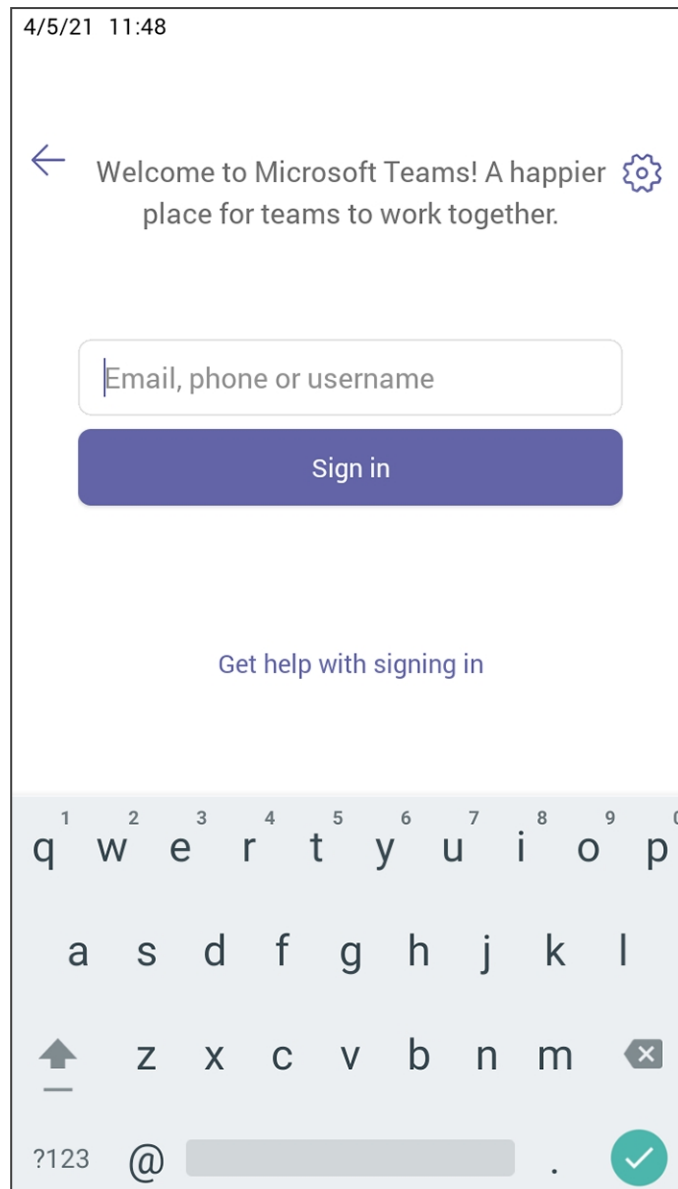 4/5/21 11:48
Welcome to Microsoft Teams! A happier
place for teams to work together.
Email, phone or username
Sign in
Get help with signing in
1 2 3 4 5 6 7 8 9 0
q w e r t y u i o p
a s d f g h j k l
z x c v b n m
?123 @ .